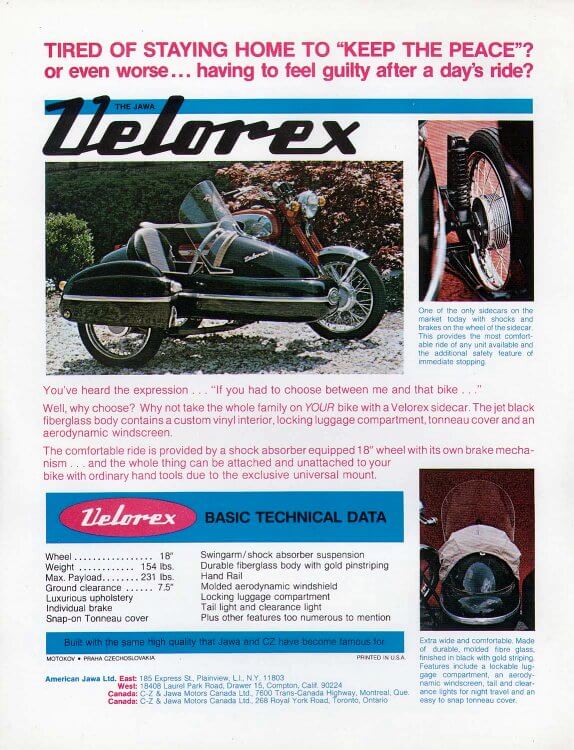 TIRED OF STAYING HOME TO “KEEP THE PEACE”?
or even worse... having to feel guilty after a day's ride?
THE JAWA
Velorex
Velorex
One of the only sidecars on the
market today with shocks and
brakes on the wheel of the sidecar.
This provides the most comfort-
able ride of any unit available and
the additional safety feature of
immediate stopping.
You've heard the expression . . . "If you had to choose between me and that bike . . ."
Well, why choose? Why not take the whole family on YOUR bike with a Velorex sidecar. The jet black
fiberglass body contains a custom vinyl interior, locking luggage compartment, tonneau cover and an
aerodynamic windscreen.
The comfortable ride is provided by a shock absorber equipped 18" wheel with its own brake mecha-
nism . . . and the whole thing can be attached and unattached to your
bike with ordinary hand tools due to the exclusive universal mount.
Velorex BASIC TECHNICAL DATA
Wheel ................. 18"
Weight ............ 154 lbs.
Max. Payload........ 231 lbs.
Ground clearance ...... 7.5"
Luxurious upholstery
Individual brake
Snap-on Tonneau cover
Swingarm/shock absorber suspension
Durable fiberglass body with gold pinstriping
Hand Rail
Molded aerodynamic windshield
Locking luggage compartment
Tail light and clearance light
Plus other features too numerous to mention
Built with the same high quality that Jawa and CZ have become famous for.
MOTOKOV • PRAHA CZECHOSLOVAKIA
PRINTED IN U.S.A.
Extra wide and comfortable. Made
of durable, molded fibre glass,
finished in black with gold striping.
Features include a lockable lug-
gage compartment, an aerody-
namic windscreen, tail and clear-
ance lights for night travel and an
easy to snap tonneau cover.
American Jawa Ltd. East: 185 Express St., Plainview, L.I., N.Y. 11803
West: 18408 Laurel Park Road, Drawer 15, Compton, Calif. 90224
Canada: C-Z & Jawa Motors Canada Ltd., 7600 Trans-Canada Highway, Montreal, Que.
Canada: C-Z & Jawa Motors Canada Ltd., 268 Royal York Road, Toronto, Ontario